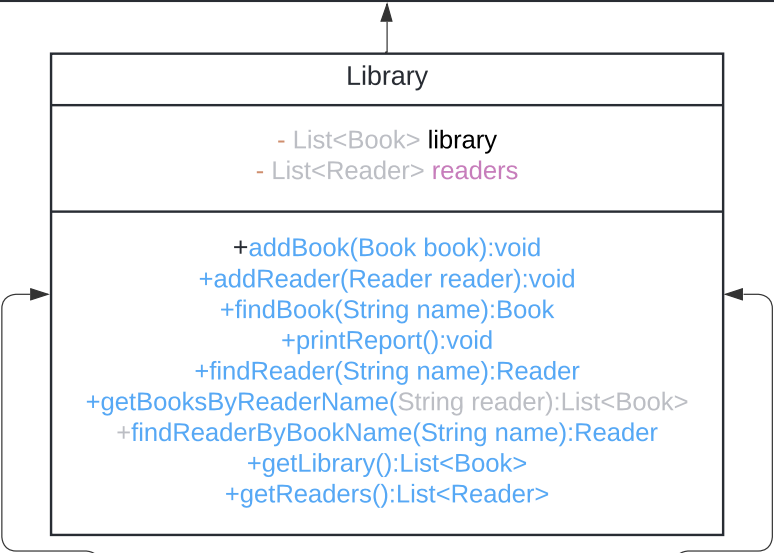 Library
- List<Book> library
- List<Reader> readers
+addBook(Book book):void
+addReader(Reader reader):void
+findBook(String name):Book
+printReport():void
+findReader(String name):Reader
+getBooksByReaderName(String reader):List<Book>
+findReaderByBookName(String name):Reader
+getLibrary():List<Book>
+getReaders():List<Reader>